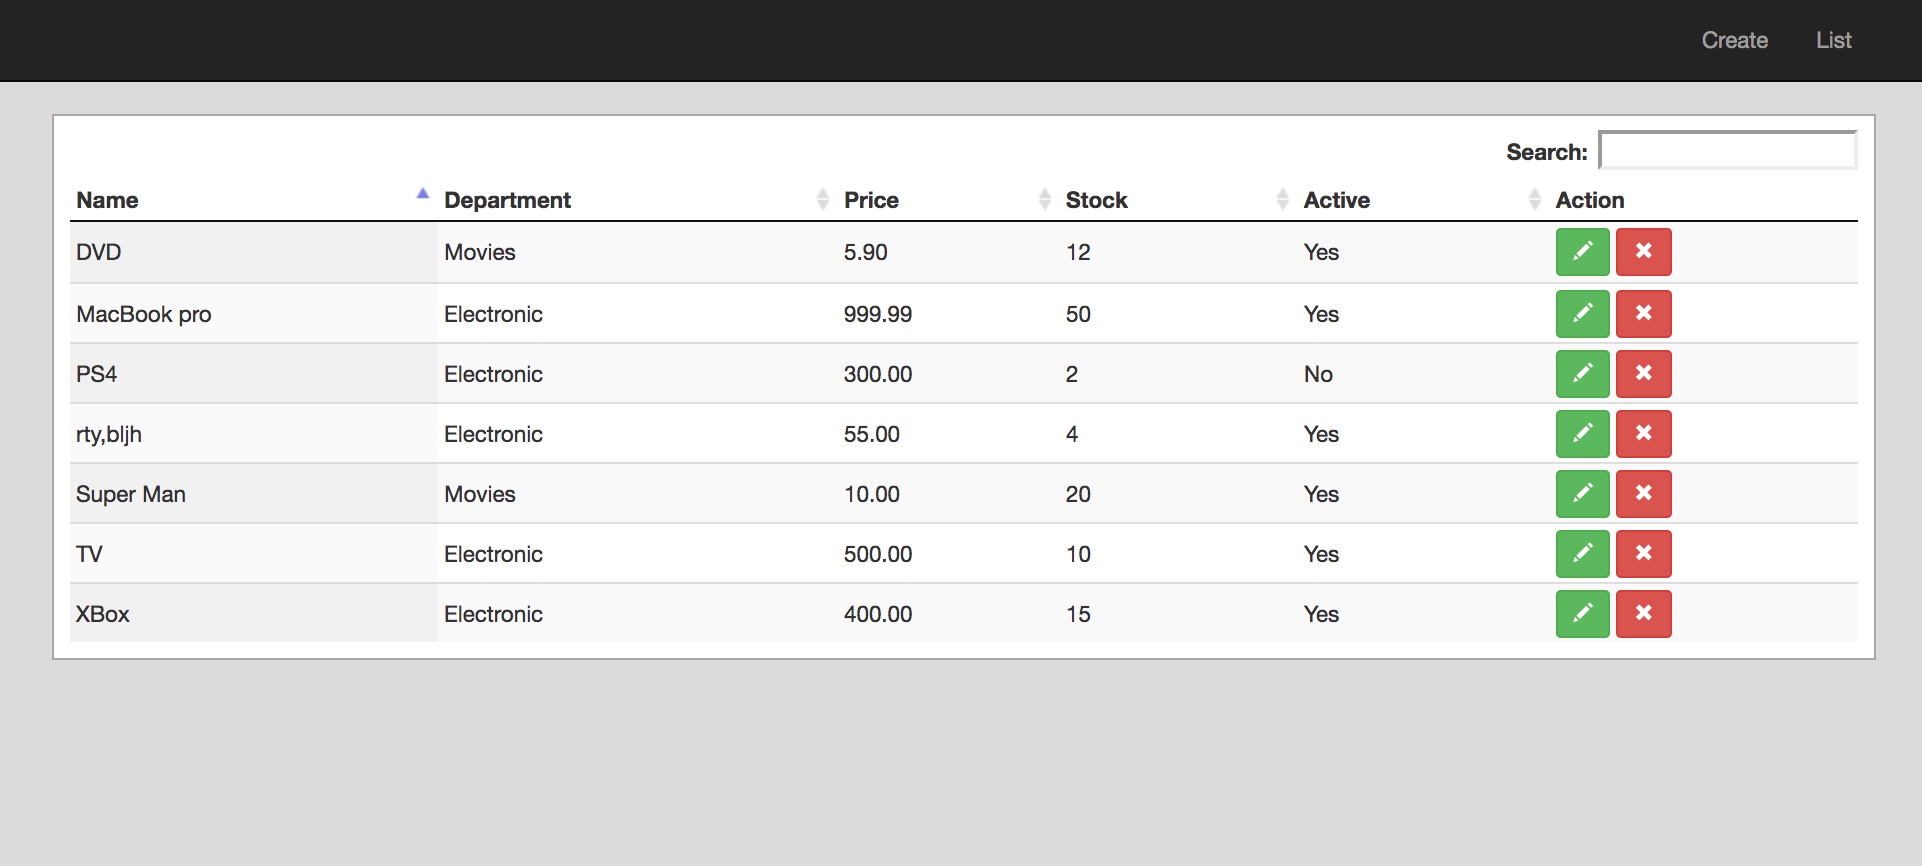 Create List
Search:
Name Department Price Stock Active Action
DVD Movies 5.90 12 Yes
MacBook pro Electronic 999.99 50 Yes
PS4 Electronic 300.00 2 No
rty,bljh Electronic 55.00 4 Yes
Super Man Movies 10.00 20 Yes
TV Electronic 500.00 10 Yes
XBox Electronic 400.00 15 Yes